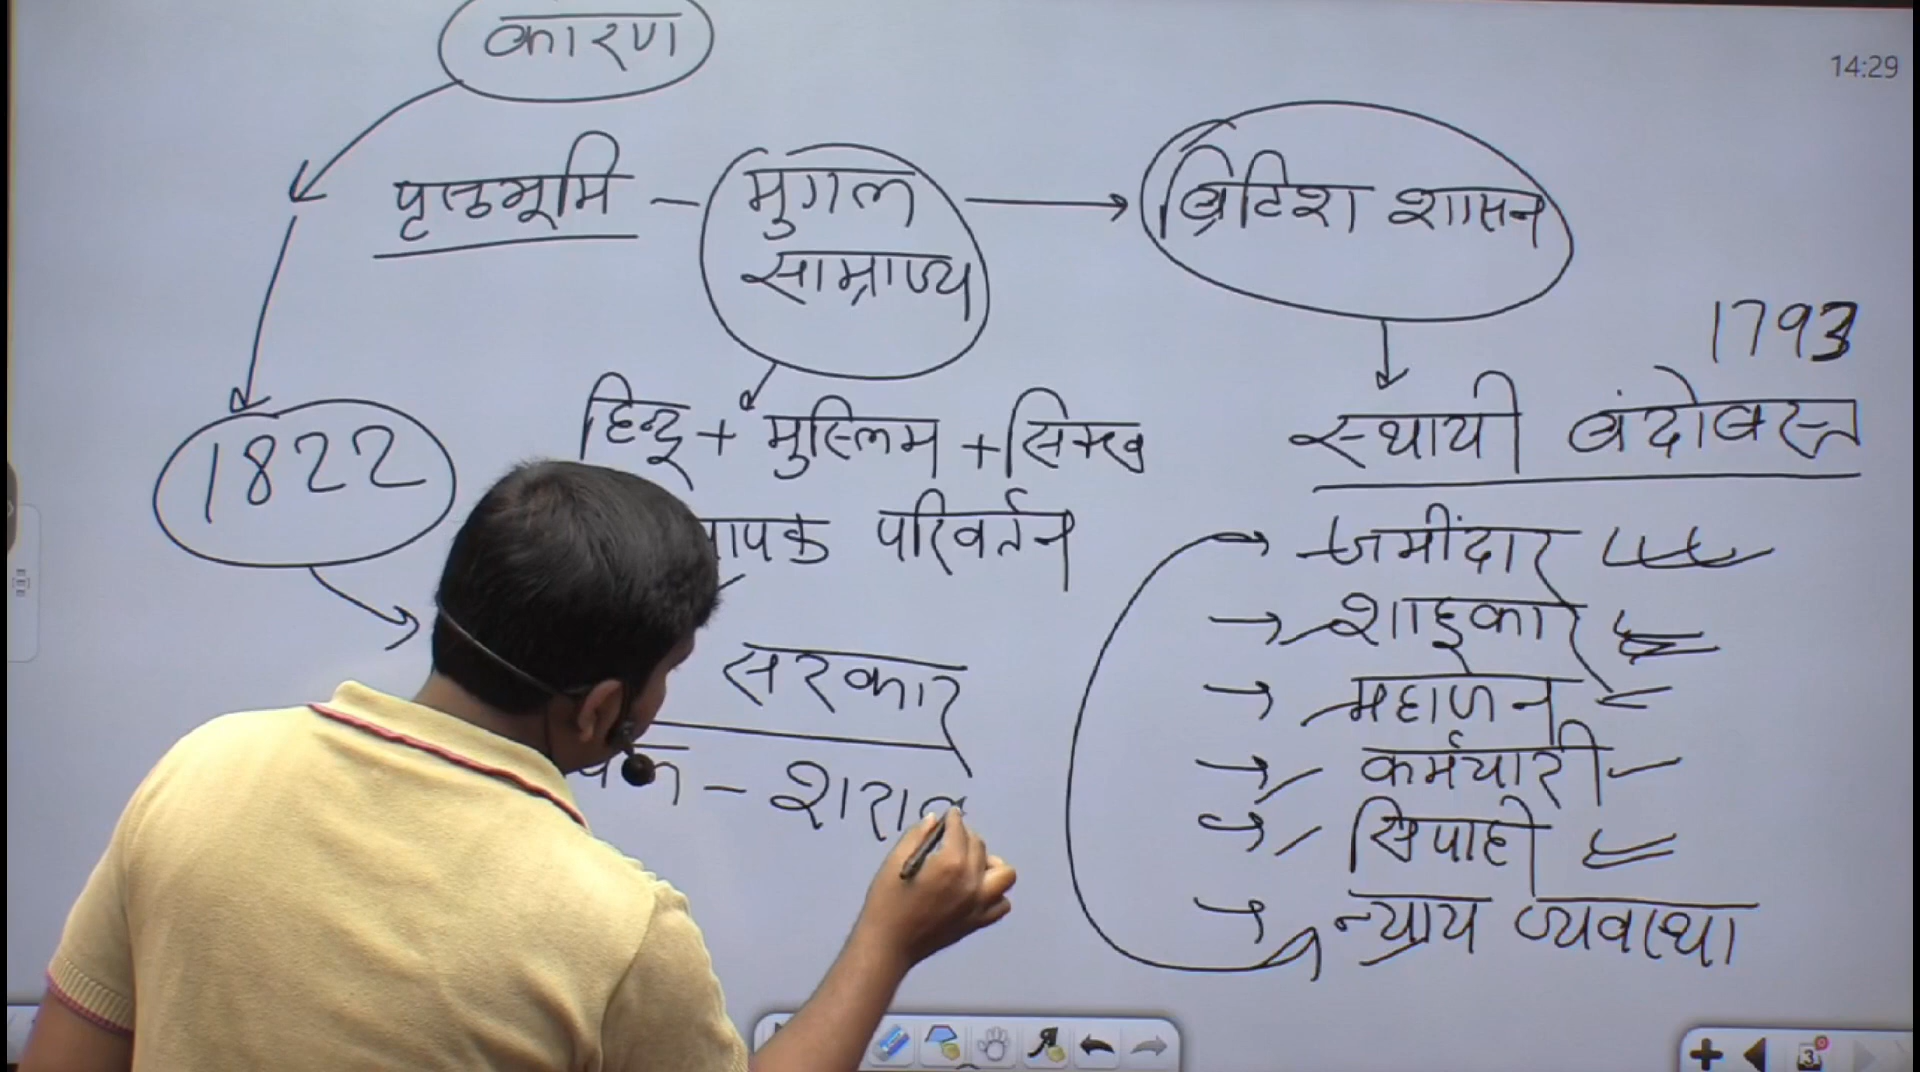 कारण
14:29
पृष्ठभूमि - मुगल साम्राज्य → ब्रिटिश शासन
1793
1822
हिन्दू + मुस्लिम + सिक्ख
स्थायी बंदोबस्त
परिवर्तन
→ जमींदार
→ शाहुकार
सरकार
→ महाजन
→ कर्मचारी
- शराब
→ सिपाही
→ न्याय व्यवस्था
3